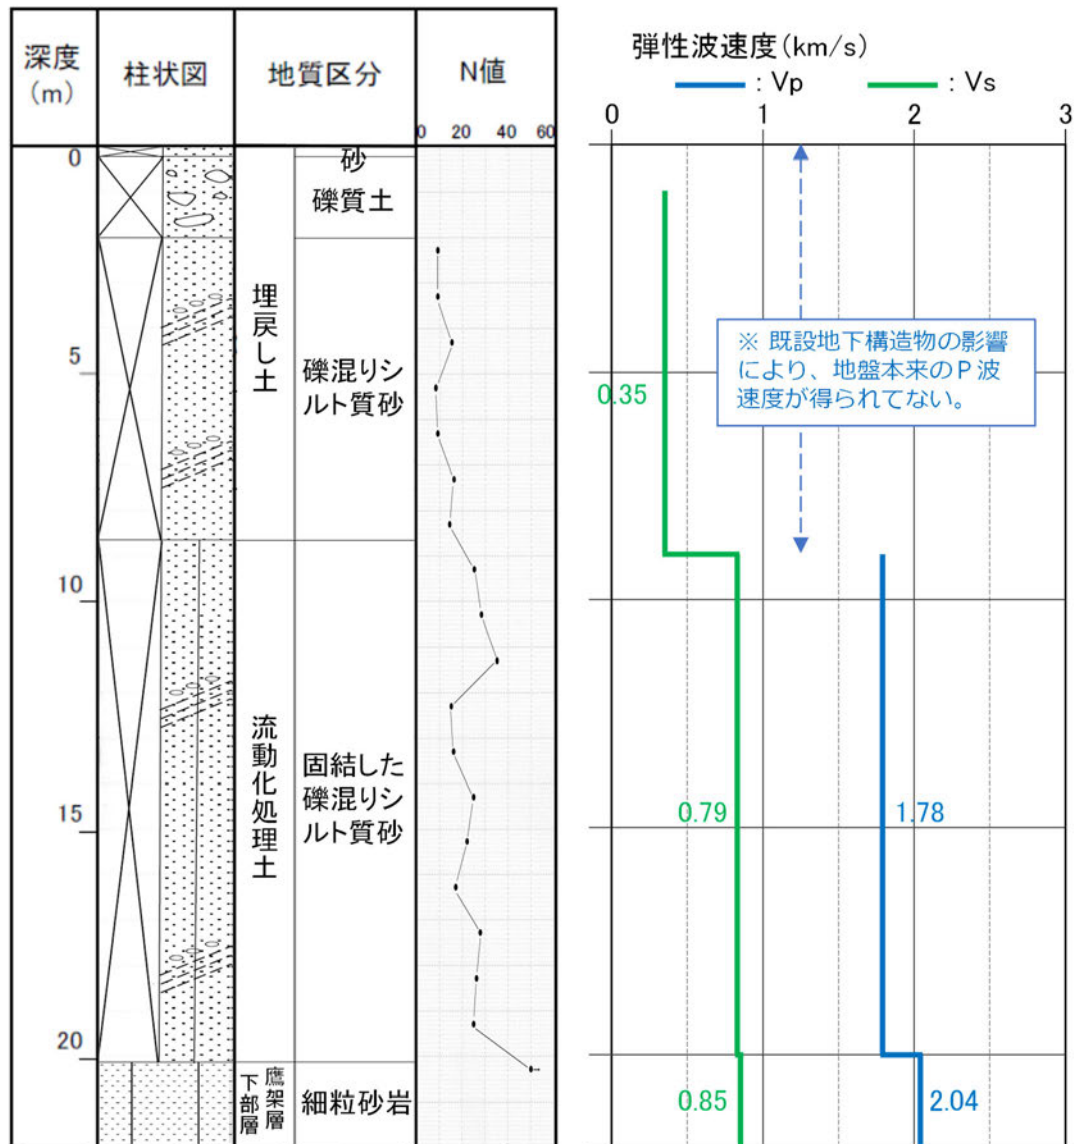 深度
(m)
柱状図
地質区分
N値
0 20 40 60
0
5
10
15
20
埋戻し土
流動化処理土
鷹架層
下部層
砂
礫質土
礫混りシ
ルト質砂
固結した
礫混りシ
ルト質砂
細粒砂岩
弾性波速度(km/s)
: Vp : Vs
0 1 2 3
※ 既設地下構造物の影響
により、地盤本来のP波
速度が得られてない。
0.35
0.79 1.78
0.85 2.04